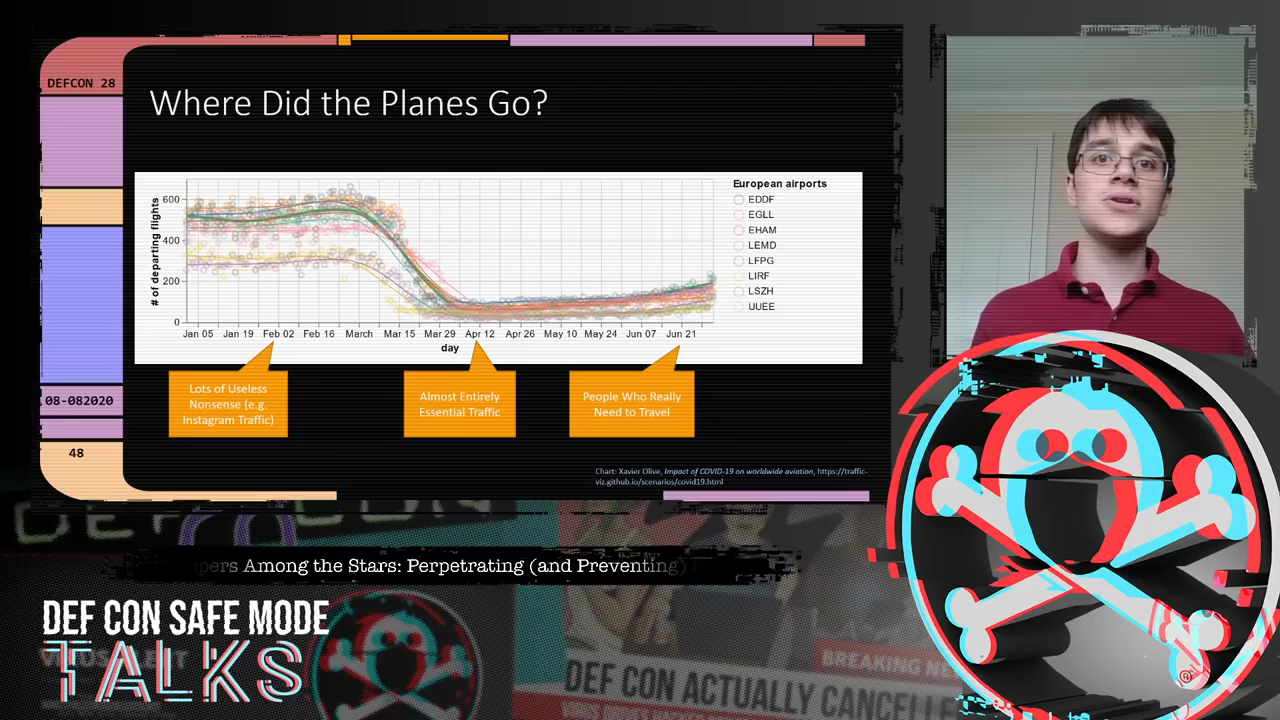 DEFCON 28
Where Did the Planes Go?
# of departing flights
600
400
200
0
Jan 05 Jan 19 Feb 02 Feb 16 March Mar 15 Mar 29 Apr 12 Apr 26 May 10 May 24 Jun 07 Jun 21
day
European airports
EDDF
EGLL
EHAM
LEMD
LFPG
LIRF
LSZH
UUEE
Lots of Useless
Nonsense (e.g
Instagram Traffic)
Almost Entirely
Essential Traffic
People Who Really
Need to Travel
08-082020
48
Chart: Xavier Olive, Impact of COVID-19 on worldwide aviation, https://traffic-
viz.github.io/scenarios/covid19.html
DEF CON
pers Among the Stars: Perpetrating (and Preventing)
DEF CON SAFE MODE
TALKS
BREAKING NE
DEF CON ACTUALLY CANCELLE
®